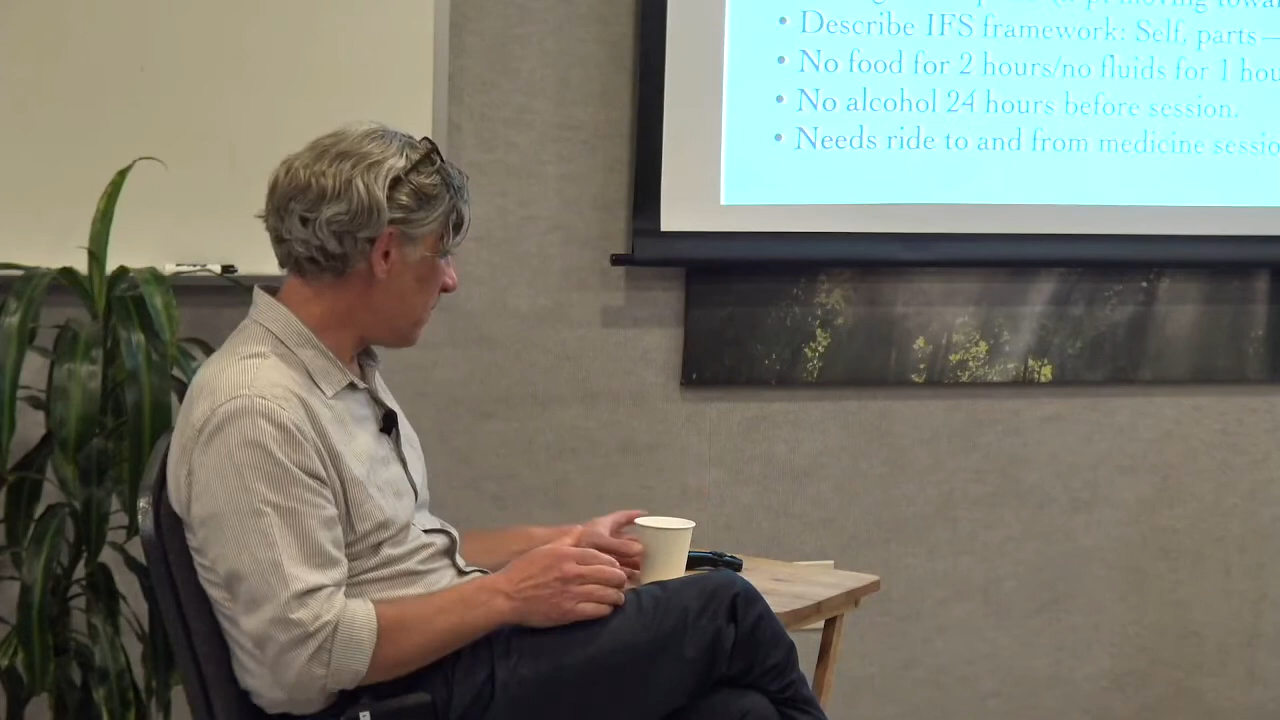 moving
• Describe IFS framework: Self, parts—
• No food for 2 hours/no fluids for 1
• No alcohol 24 hours before session.
• Needs ride to and from medicine